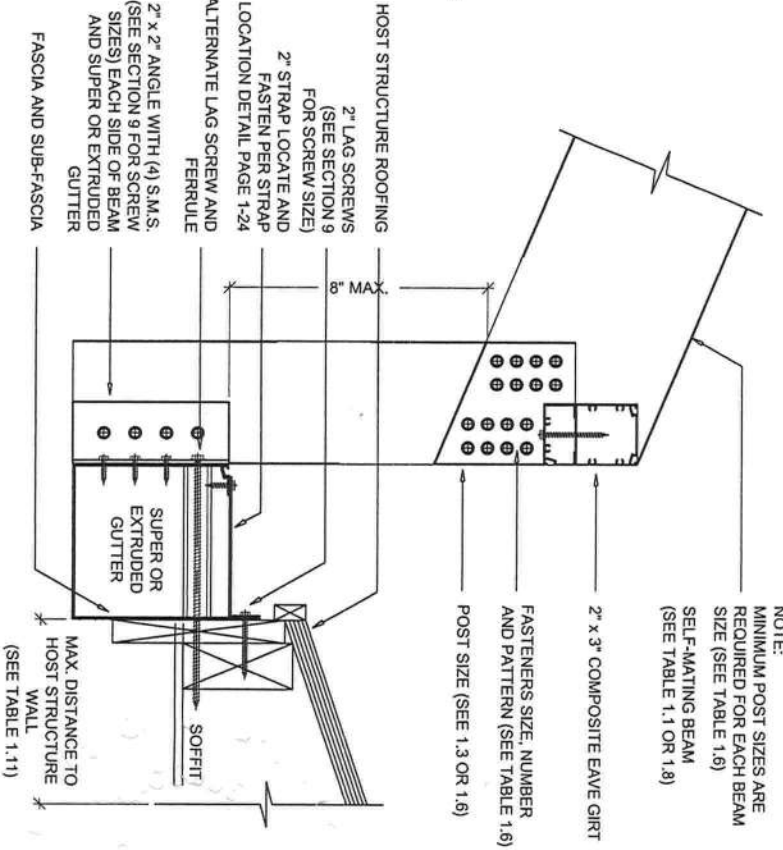 NOTE:
MINIMUM POST SIZES ARE
REQUIRED FOR EACH BEAM
SIZE (SEE TABLE 1.6)
SELF-MATING BEAM
(SEE TABLE 1.1 OR 1.8)
2" x 3" COMPOSITE EAVE GIRT
FASTENERS SIZE, NUMBER
AND PATTERN (SEE TABLE 1.6)
POST SIZE (SEE 1.3 OR 1.6)
8" MAX.
HOST STRUCTURE ROOFING
2" LAG SCREWS
(SEE SECTION 9
FOR SCREW SIZE)
2" STRAP LOCATE AND
FASTEN PER STRAP
LOCATION DETAIL PAGE 1-24
ALTERNATE LAG SCREW AND
FERRULE
2" x 2" ANGLE WITH (4) S.M.S.
(SEE SECTION 9 FOR SCREW
SIZES) EACH SIDE OF BEAM
AND SUPER OR EXTRUDED
GUTTER
FASCIA AND SUB-FASCIA
SUPER OR
EXTRUDED
GUTTER
SOFFIT
MAX. DISTANCE TO
HOST STRUCTURE
WALL
(SEE TABLE 1.11)